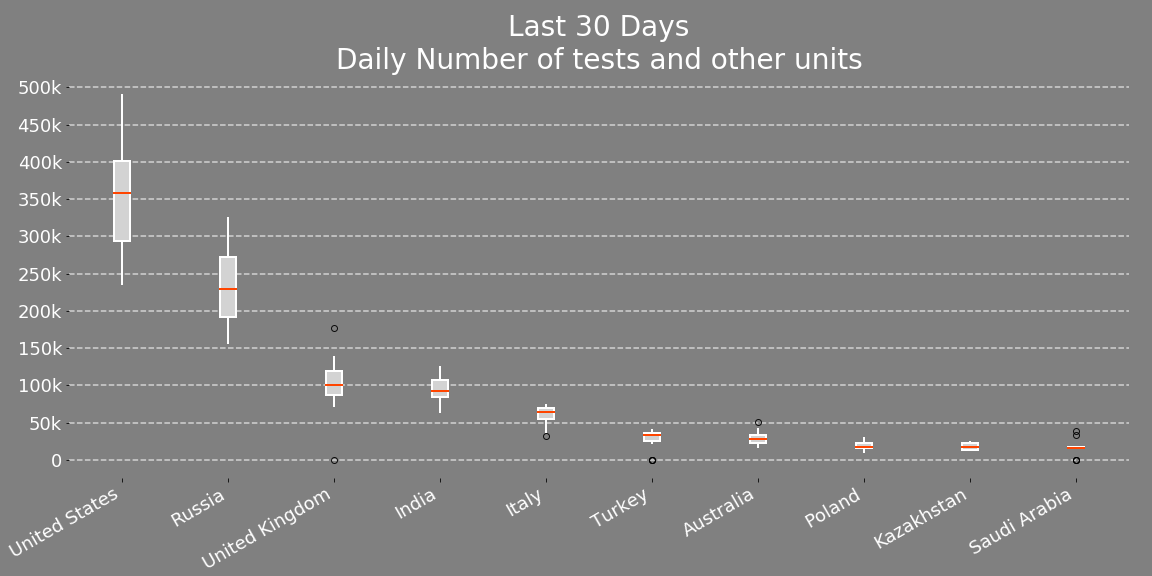 Last 30 Days
Daily Number of tests and other units
500k
450k
400k
350k
300k
250k
200k
150k
100k
50k
0
United States
Russia
United Kingdom
India
Italy
Turkey
Australia
Poland
Kazakhstan
Saudi Arabia